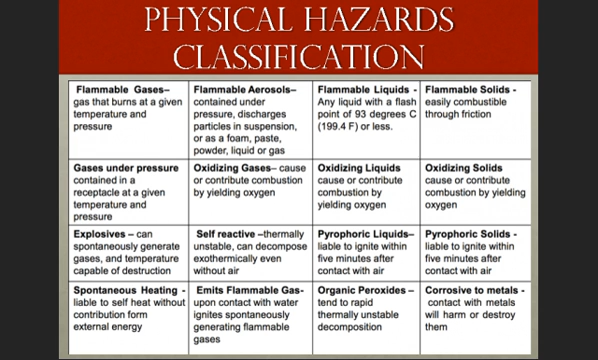 PHYSICAL HAZARDS
CLASSIFICATION
Flammable Gases–
gas that burns at a given
temperature and
pressure
Flammable Aerosols–
contained under
pressure, discharges
particles in suspension,
or as a foam, paste,
powder, liquid or gas
Flammable Liquids -
Any liquid with a flash
point of 93 degrees C
(199.4 F) or less.
Flammable Solids -
easily combustible
through friction
Gases under pressure
contained in a
receptacle at a given
temperature and
pressure
Oxidizing Gases– cause
or contribute combustion
by yielding oxygen
Oxidizing Liquids
cause or contribute
combustion by
yielding oxygen
Oxidizing Solids
cause or contribute
combustion by yielding
oxygen
Explosives – can
spontaneously generate
gases, and temperature
capable of destruction
Self reactive –thermally
unstable, can decompose
exothermically even
without air
Pyrophoric Liquids–
liable to ignite within
five minutes after
contact with air
Pyrophoric Solids -
liable to ignite within
five minutes after
contact with air
Spontaneous Heating -
liable to self heat without
contribution form
external energy
Emits Flammable Gas-
upon contact with water
ignites spontaneously
generating flammable
gases
Organic Peroxides –
tend to rapid
thermally unstable
decomposition
Corrosive to metals -
contact with metals
will harm or destroy
them